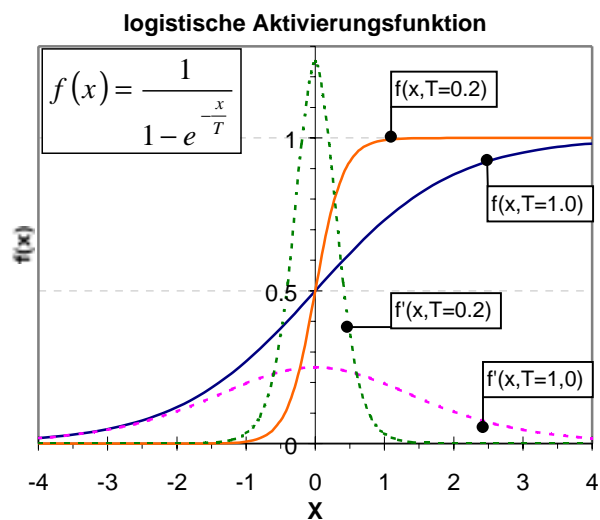 logistische Aktivierungsfunktion
f(x) = 1 / (1 − e^(−x/T))
f(x,T=0.2)
1
f(x,T=1.0)
f(x)
0.5
f'(x,T=0.2)
f'(x,T=1,0)
0
-4 -3 -2 -1 0 1 2 3 4
X